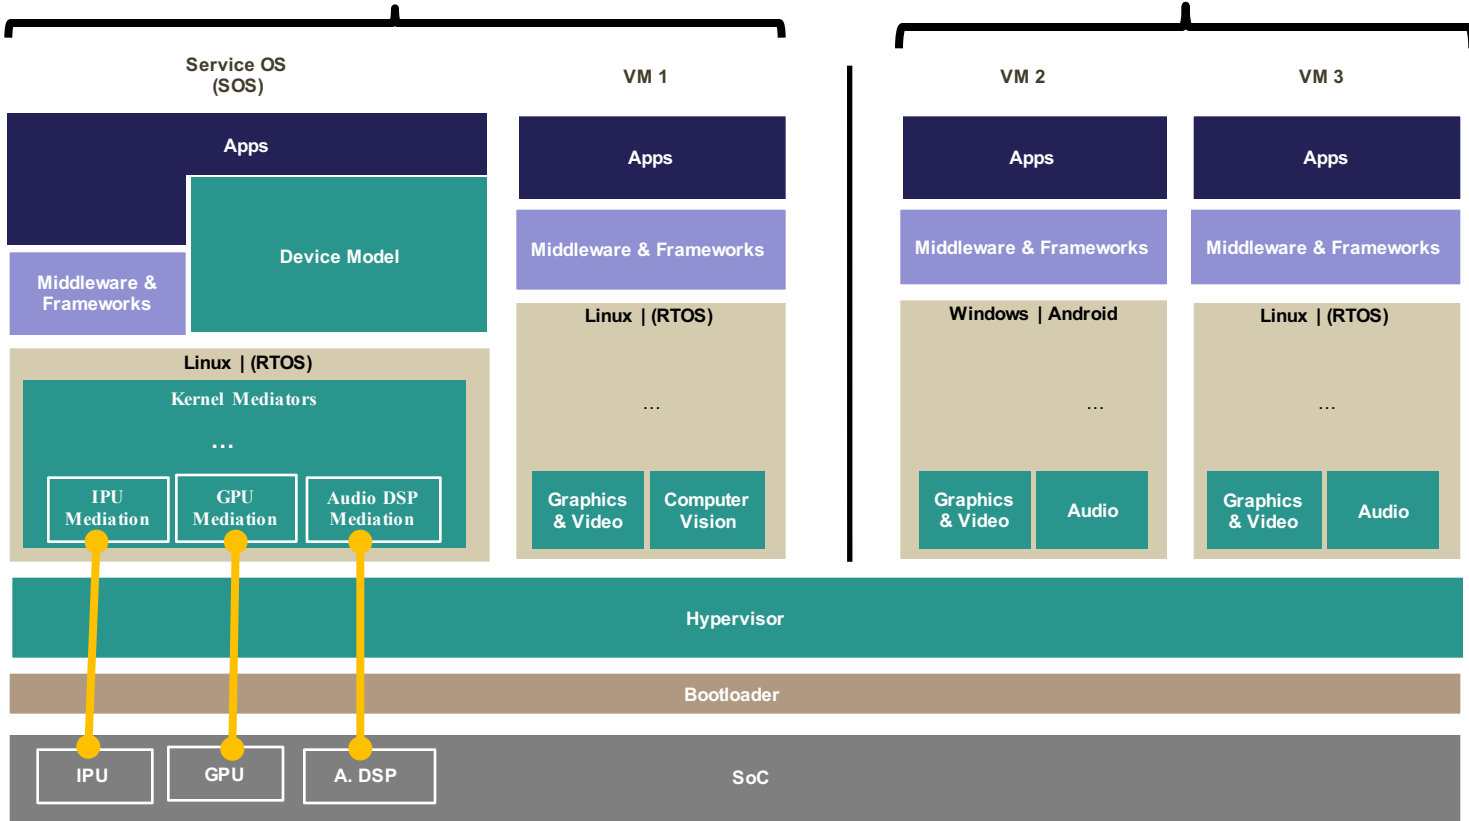 Service OS
(SOS)
VM 1
VM 2
VM 3
Apps
Device Model
Middleware &
Frameworks
Linux | (RTOS)
Kernel Mediators
...
IPU
Mediation
GPU
Mediation
Audio DSP
Mediation
Apps
Middleware & Frameworks
Linux | (RTOS)
...
Graphics
& Video
Computer
Vision
Apps
Middleware & Frameworks
Windows | Android
...
Graphics
& Video
Audio
Apps
Middleware & Frameworks
Linux | (RTOS)
...
Graphics
& Video
Audio
Hypervisor
Bootloader
IPU
GPU
A. DSP
SoC